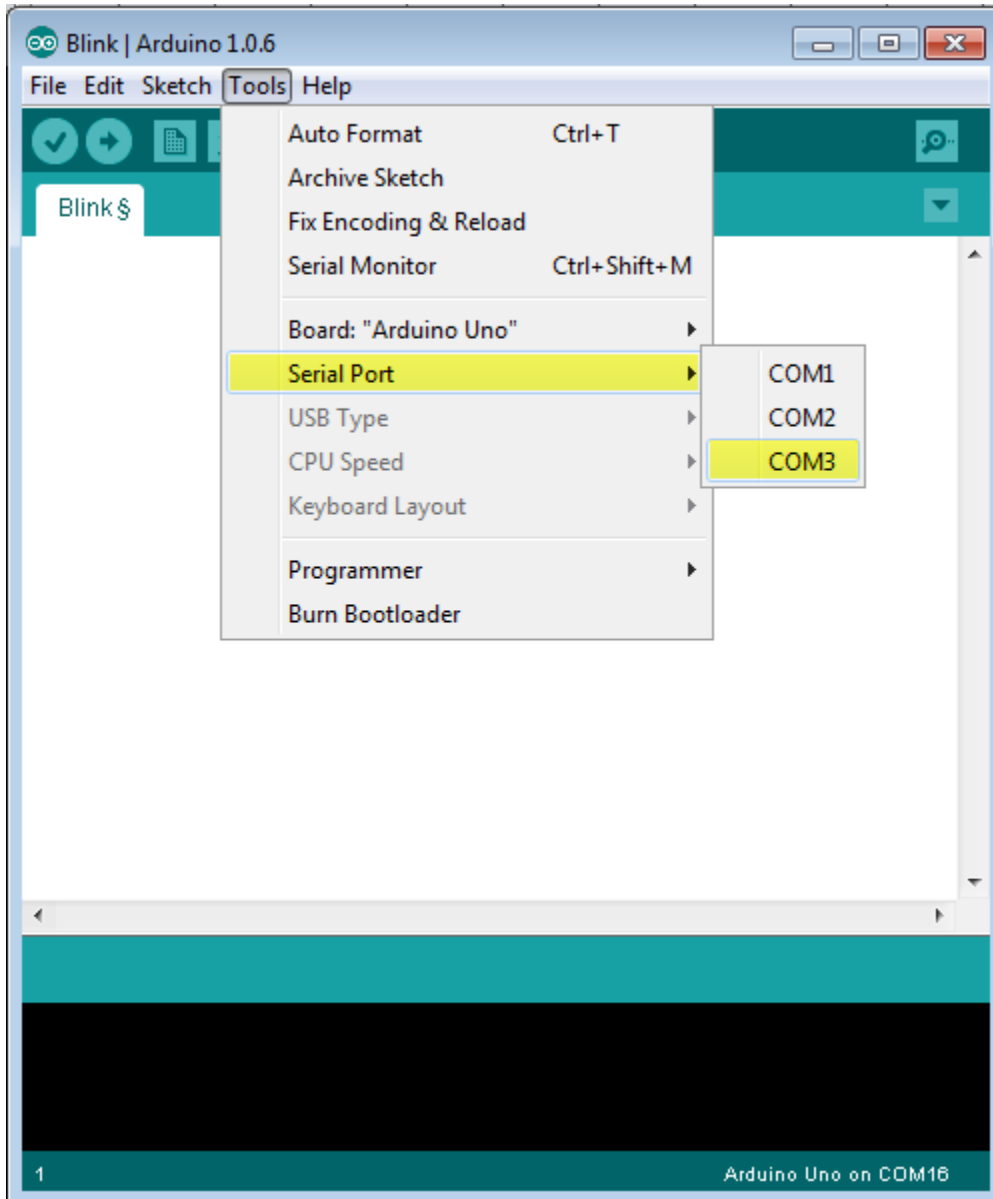 Blink | Arduino 1.0.6
File Edit Sketch Tools Help
Auto Format Ctrl+T
Archive Sketch
Blink §
Fix Encoding & Reload
Serial Monitor Ctrl+Shift+M
Board: "Arduino Uno"
Serial Port
COM1
USB Type
COM2
CPU Speed
COM3
Keyboard Layout
Programmer
Burn Bootloader
1 Arduino Uno on COM16